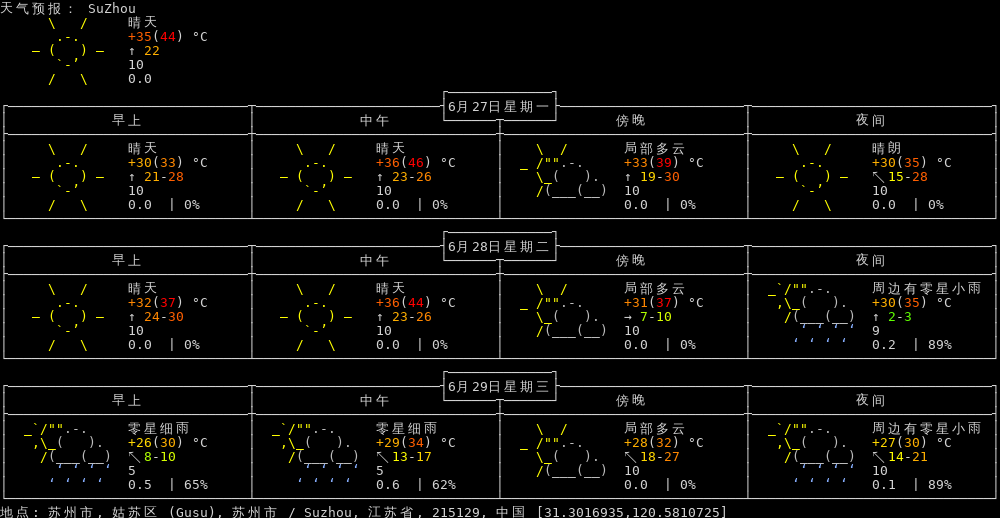 天气预报： SuZhou
晴天
+35(44) °C
↑ 22
10
0.0
6月27日星期一
早上 中午 傍晚 夜间
晴天 晴天 局部多云 晴朗
+30(33) °C +36(46) °C +33(39) °C +30(35) °C
↑ 21-28 ↑ 23-26 ↑ 19-30 ↖ 15-28
10 10 10 10
0.0 | 0% 0.0 | 0% 0.0 | 0% 0.0 | 0%
6月28日星期二
早上 中午 傍晚 夜间
晴天 晴天 局部多云 周边有零星小雨
+32(37) °C +36(44) °C +31(37) °C +30(35) °C
↑ 24-30 ↑ 23-26 → 7-10 ↑ 2-3
10 10 10 9
0.0 | 0% 0.0 | 0% 0.0 | 0% 0.2 | 89%
6月29日星期三
早上 中午 傍晚 夜间
零星细雨 零星细雨 局部多云 周边有零星小雨
+26(30) °C +29(34) °C +28(32) °C +27(30) °C
↖ 8-10 ↖ 13-17 ↖ 18-27 ↖ 14-21
5 5 10 10
0.5 | 65% 0.6 | 62% 0.0 | 0% 0.1 | 89%
地点: 苏州市, 姑苏区 (Gusu), 苏州市 / Suzhou, 江苏省, 215129, 中国 [31.3016935,120.5810725]